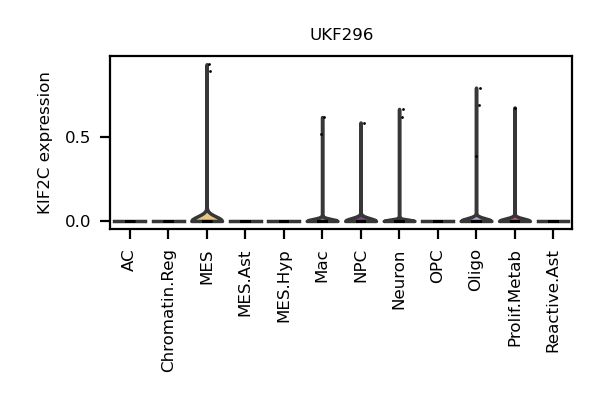 UKF296
KIF2C expression
0.5
0.0
AC
Chromatin.Reg
MES
MES.Ast
MES.Hyp
Mac
NPC
Neuron
OPC
Oligo
Prolif.Metab
Reactive.Ast